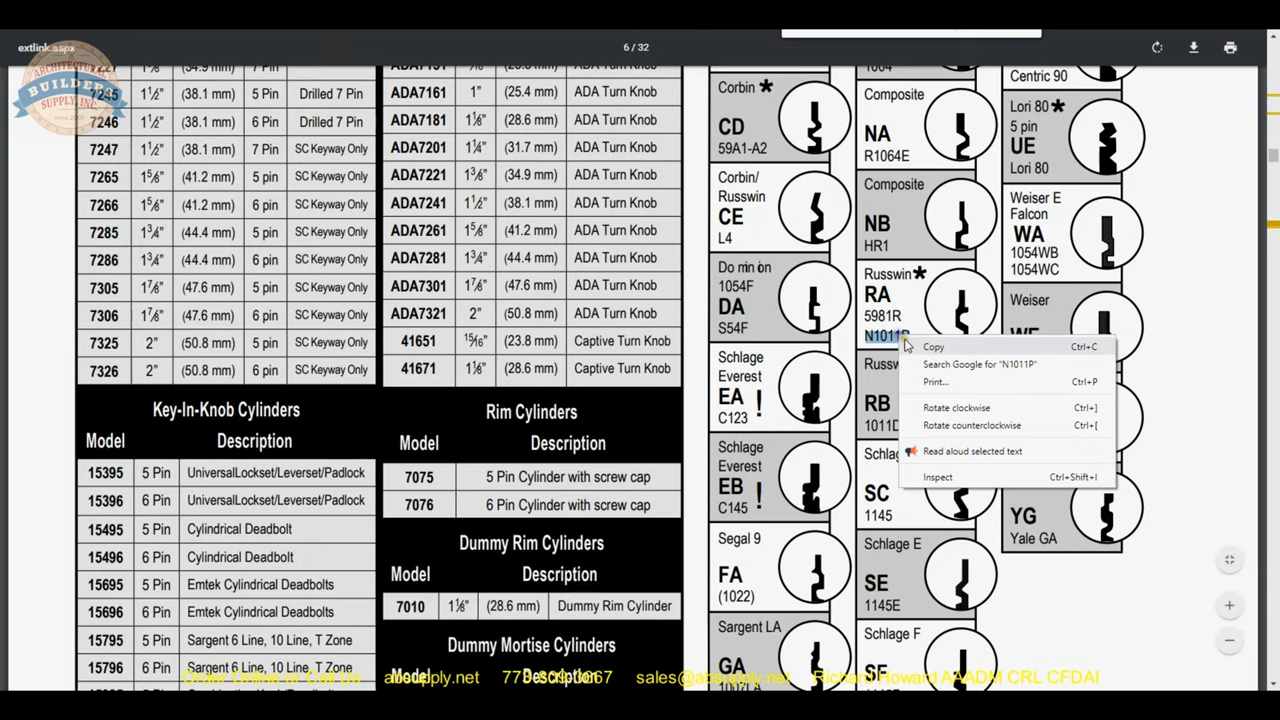 extlink.aspx
6 / 32
ARCHITECTURAL
BUILDERS
SUPPLY, INC.
since 2001
7245 1½" (38.1 mm) 5 Pin Drilled 7 Pin
7246 1½" (38.1 mm) 6 Pin Drilled 7 Pin
7247 1½" (38.1 mm) 7 Pin SC Keyway Only
7265 1⅝" (41.2 mm) 5 pin SC Keyway Only
7266 1⅝" (41.2 mm) 6 pin SC Keyway Only
7285 1¾" (44.4 mm) 5 pin SC Keyway Only
7286 1¾" (44.4 mm) 6 pin SC Keyway Only
7305 1⅞" (47.6 mm) 5 pin SC Keyway Only
7306 1⅞" (47.6 mm) 6 pin SC Keyway Only
7325 2" (50.8 mm) 5 pin SC Keyway Only
7326 2" (50.8 mm) 6 pin SC Keyway Only
Key-In-Knob Cylinders
Model Description
15395 5 Pin UniversalLockset/Leverset/Padlock
15396 6 Pin UniversalLockset/Leverset/Padlock
15495 5 Pin Cylindrical Deadbolt
15496 6 Pin Cylindrical Deadbolt
15695 5 Pin Emtek Cylindrical Deadbolts
15696 6 Pin Emtek Cylindrical Deadbolts
15795 5 Pin Sargent 6 Line, 10 Line, T Zone
15796 6 Pin Sargent 6 Line, 10 Line, T Zone
ADA7161 1" (25.4 mm) ADA Turn Knob
ADA7181 1⅛" (28.6 mm) ADA Turn Knob
ADA7201 1¼" (31.7 mm) ADA Turn Knob
ADA7221 1⅜" (34.9 mm) ADA Turn Knob
ADA7241 1½" (38.1 mm) ADA Turn Knob
ADA7261 1⅝" (41.2 mm) ADA Turn Knob
ADA7281 1¾" (44.4 mm) ADA Turn Knob
ADA7301 1⅞" (47.6 mm) ADA Turn Knob
ADA7321 2" (50.8 mm) ADA Turn Knob
41651 15/16" (23.8 mm) Captive Turn Knob
41671 1⅛" (28.6 mm) Captive Turn Knob
Rim Cylinders
Model Description
7075 5 Pin Cylinder with screw cap
7076 6 Pin Cylinder with screw cap
Dummy Rim Cylinders
Model Description
7010 1⅛" (28.6 mm) Dummy Rim Cylinder
Dummy Mortise Cylinders
Model Description
Corbin *
CD
59A1-A2
Corbin/
Russwin
CE
L4
Dominion
1054F
DA
S54F
Schlage
Everest
EA !
C123
Schlage
Everest
EB !
C145
Segal 9
FA
(1022)
Sargent LA
GA
Composite
NA
R1064E
Composite
NB
HR1
Russwin *
RA
5981R
N1011P
RB
SC
1145
Schlage E
SE
1145E
Schlage F
SF
Centric 90
Lori 80 *
5 pin
UE
Lori 80
Weiser E
Falcon
WA
1054WB
1054WC
Weiser
YG
Yale GA
Copy Ctrl+C
Search Google for "N1011P"
Print... Ctrl+P
Rotate clockwise Ctrl+]
Rotate counterclockwise Ctrl+[
Read aloud selected text
Inspect Ctrl+Shift+I
Order Online or Call Us absupply.net sales@absupply.net Richard Howard AAADM CRL CFDAI